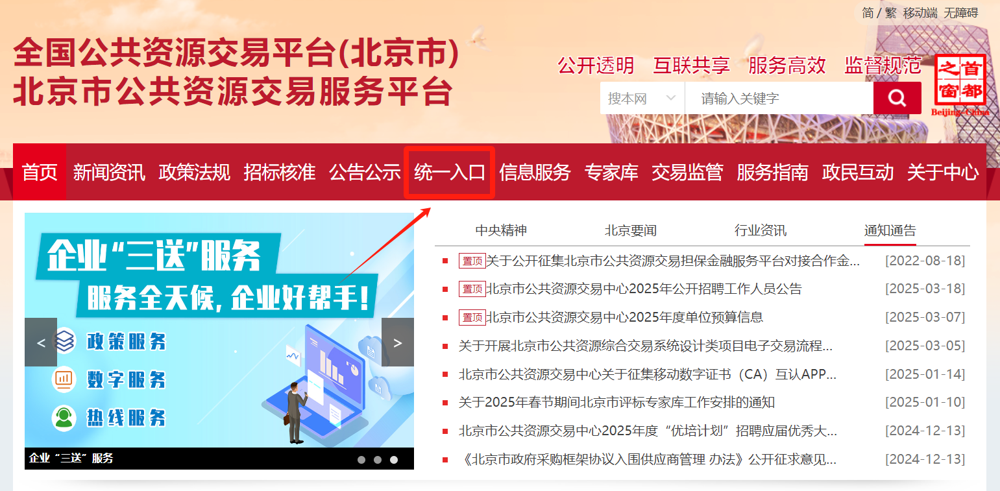 简 / 繁 移动端 无障碍
全国公共资源交易平台(北京市)
北京市公共资源交易服务平台
公开透明 互联共享 服务高效 监督规范
搜本网 请输入关键字
首都之窗
Beijing-China
首页 新闻资讯 政策法规 招标核准 公告公示 统一入口 信息服务 专家库 交易监管 服务指南 政民互动 关于中心
企业“三送”服务
服务全天候,企业好帮手!
< >
政策服务
数字服务
热线服务
企业“三送”服务
中央精神 北京要闻 行业资讯 通知通告
置顶 关于公开征集北京市公共资源交易担保金融服务平台对接合作金... [2022-08-18]
置顶 北京市公共资源交易中心2025年公开招聘工作人员公告 [2025-03-18]
置顶 北京市公共资源交易中心2025年度单位预算信息 [2025-03-07]
关于开展北京市公共资源综合交易系统设计类项目电子交易流程... [2025-03-05]
北京市公共资源交易中心关于征集移动数字证书（CA）互认APP... [2025-01-14]
关于2025年春节期间北京市评标专家库工作安排的通知 [2025-01-10]
北京市公共资源交易中心2025年度“优培计划”招聘应届优秀大... [2024-12-13]
《北京市政府采购框架协议入围供应商管理 办法》公开征求意见... [2024-12-13]